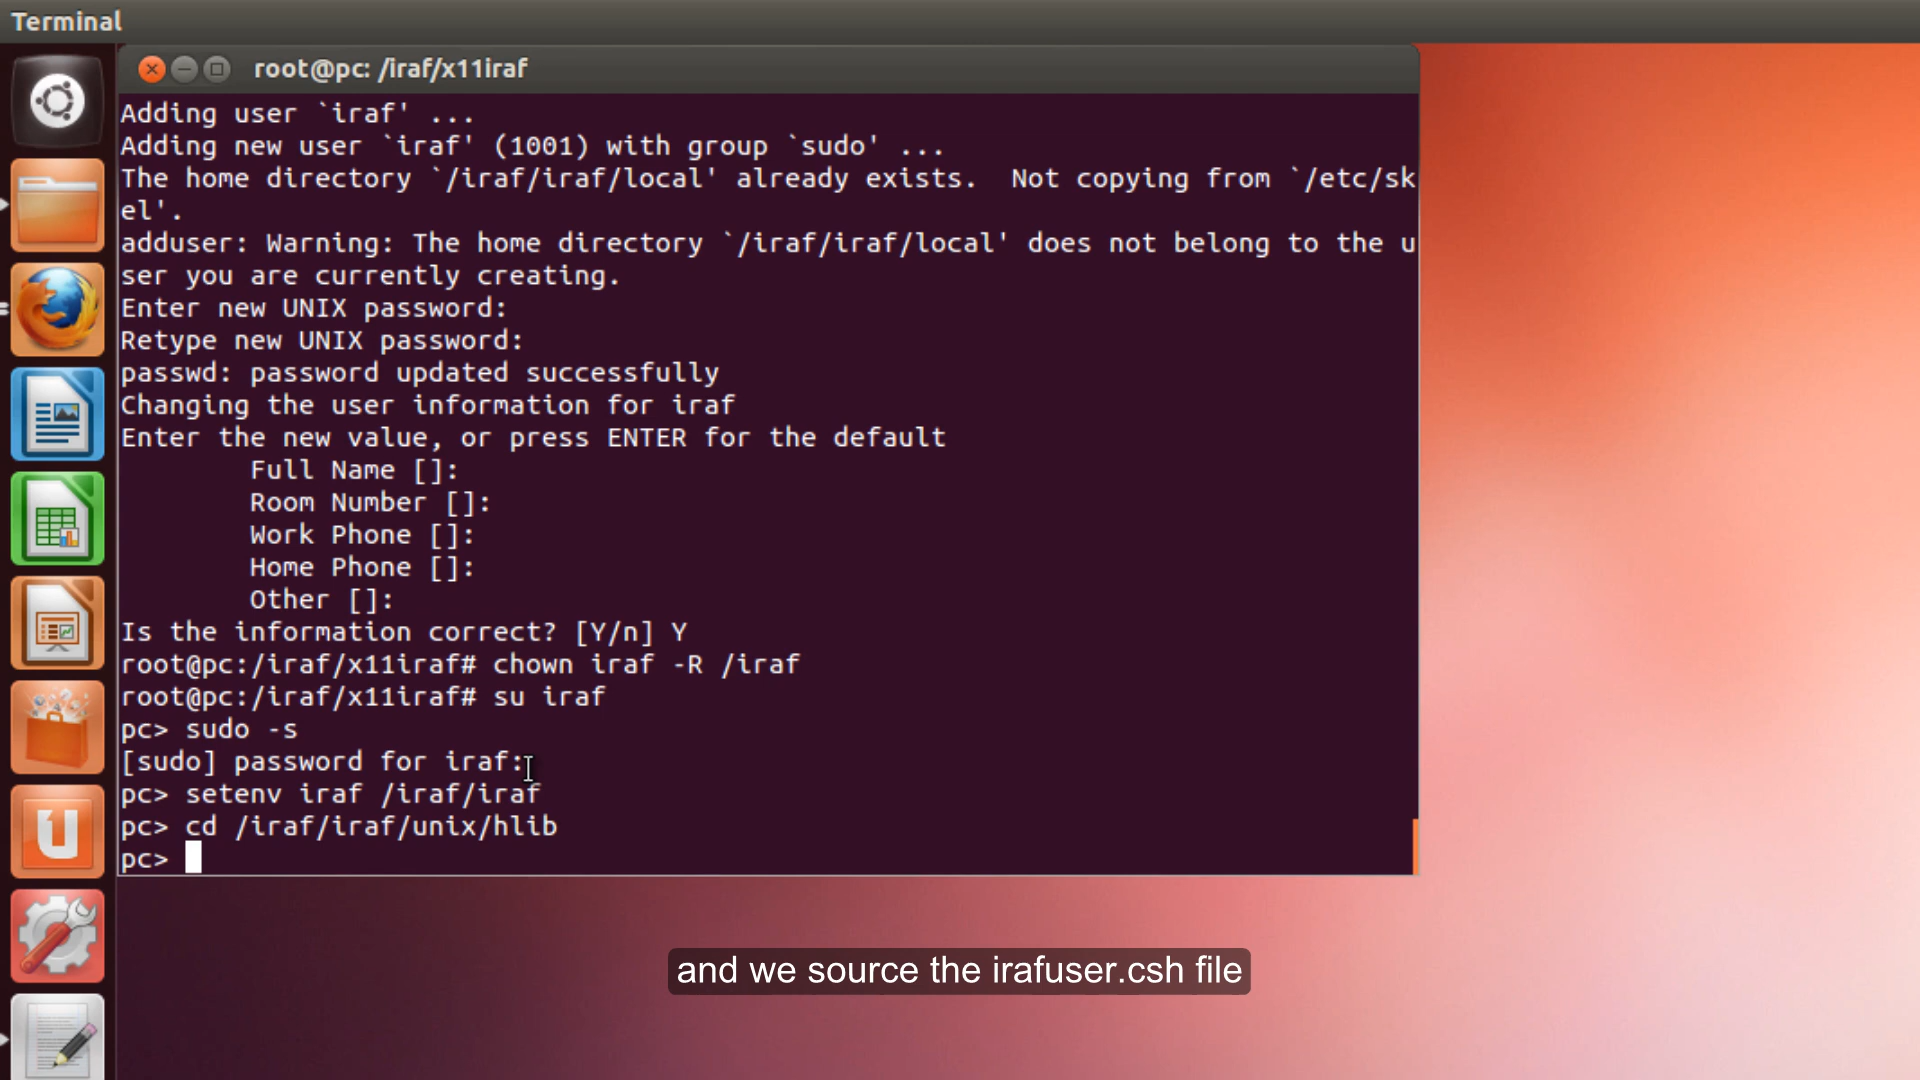 Terminal
root@pc: /iraf/x11iraf
Adding user `iraf' ...
Adding new user `iraf' (1001) with group `sudo' ...
The home directory `/iraf/iraf/local' already exists.  Not copying from `/etc/sk
el'.
adduser: Warning: The home directory `/iraf/iraf/local' does not belong to the u
ser you are currently creating.
Enter new UNIX password:
Retype new UNIX password:
passwd: password updated successfully
Changing the user information for iraf
Enter the new value, or press ENTER for the default
        Full Name []:
        Room Number []:
        Work Phone []:
        Home Phone []:
        Other []:
Is the information correct? [Y/n] Y
root@pc:/iraf/x11iraf# chown iraf -R /iraf
root@pc:/iraf/x11iraf# su iraf
pc> sudo -s
[sudo] password for iraf:
pc> setenv iraf /iraf/iraf
pc> cd /iraf/iraf/unix/hlib
pc>
and we source the irafuser.csh file